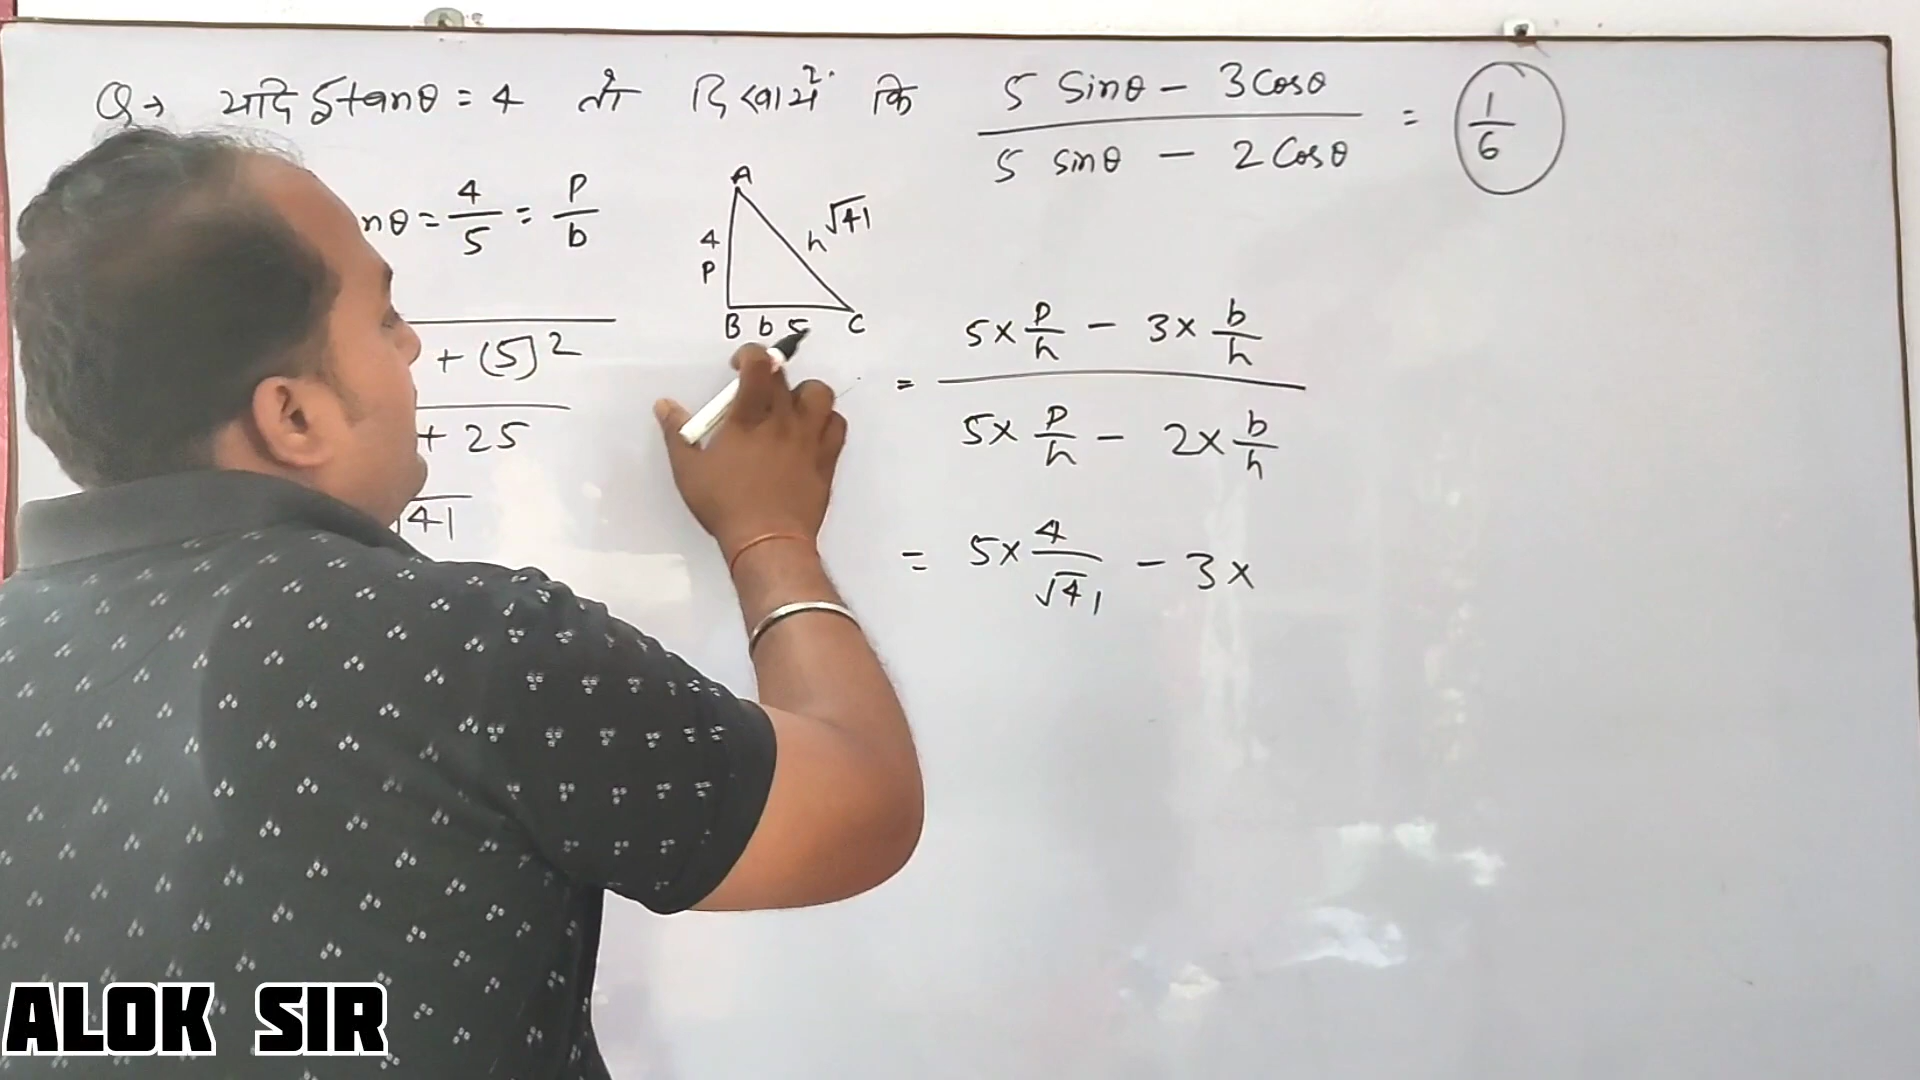 Q→ यदि 5tanθ = 4 तो दिखायें कि (5 Sinθ - 3Cosθ)/(5 sinθ - 2Cosθ) = 1/6
nθ = 4/5 = P/b
+ (5)2
+ 25
√41
A
4
P
h √41
B b 5 C
= (5× P/h - 3× b/h)/(5× P/h - 2× b/h)
= 5× 4/√41 - 3×
ALOK SIR